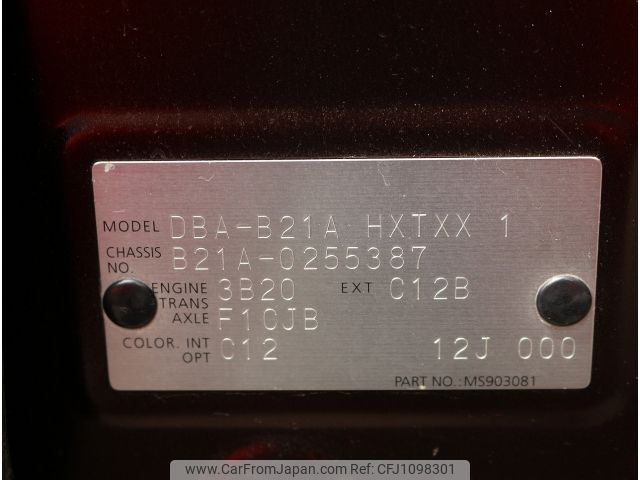 MODEL DBA-B21A HXTXX 1
CHASSIS NO. B21A-0255387
ENGINE 3B20 EXT C12B
TRANS AXLE F1CJB
COLOR. INT OPT C12 12J 000
PART NO.: MS903081
www.CarFromJapan.com REF:CFJ1098301